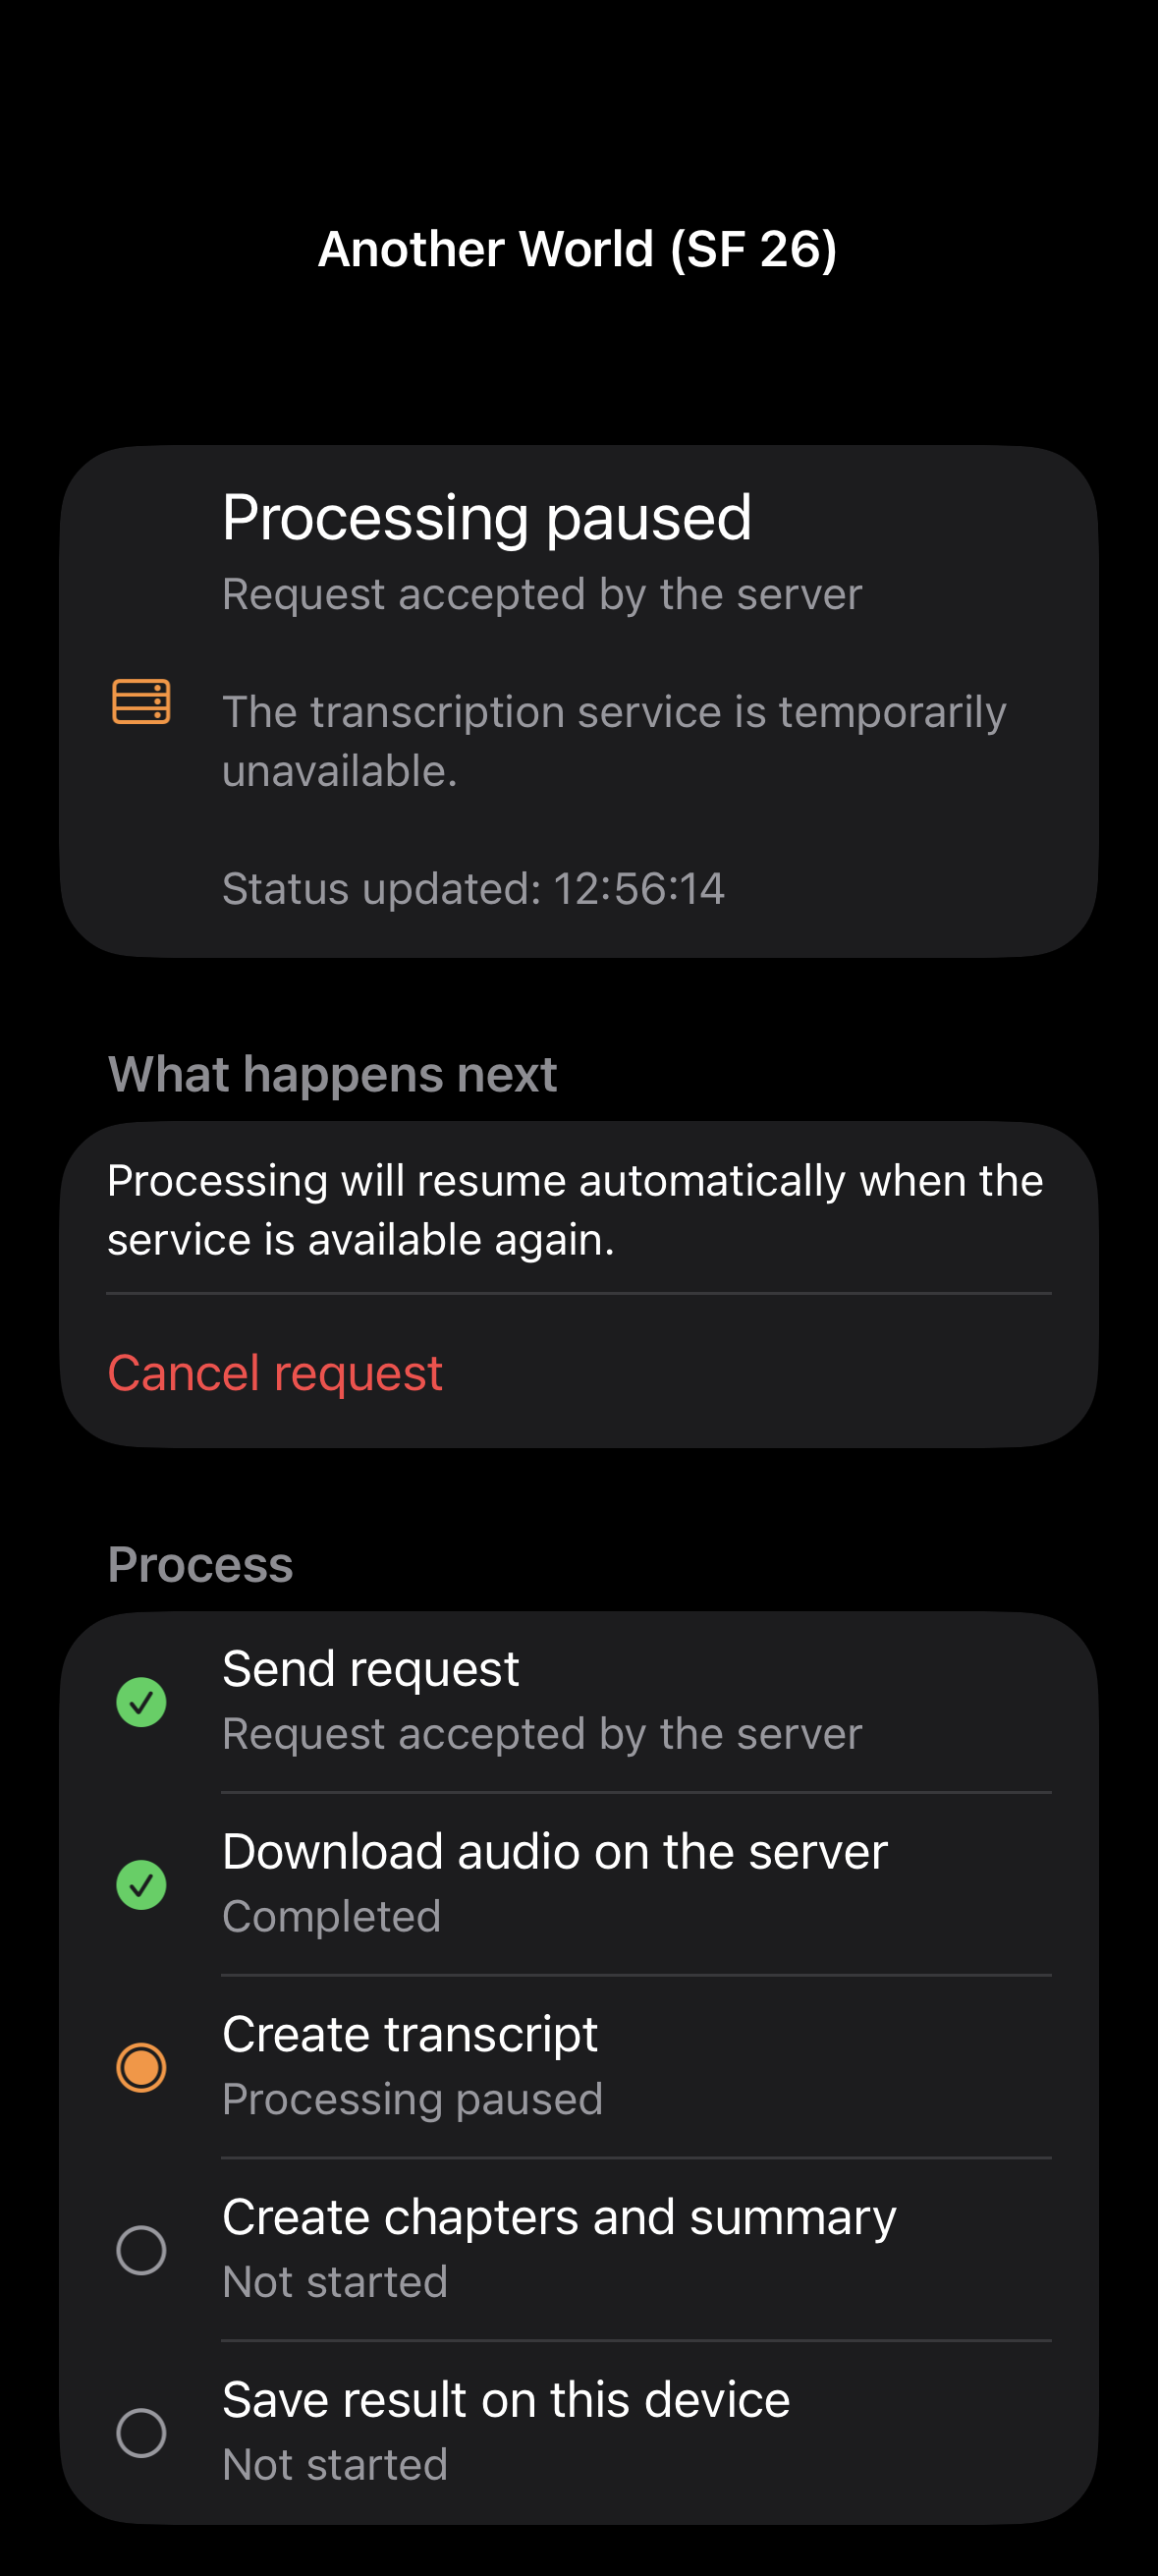 Another World (SF 26)
Processing paused
Request accepted by the server
The transcription service is temporarily
unavailable.
Status updated: 12:56:14
What happens next
Processing will resume automatically when the
service is available again.
Cancel request
Process
Send request
Request accepted by the server
Download audio on the server
Completed
Create transcript
Processing paused
Create chapters and summary
Not started
Save result on this device
Not started